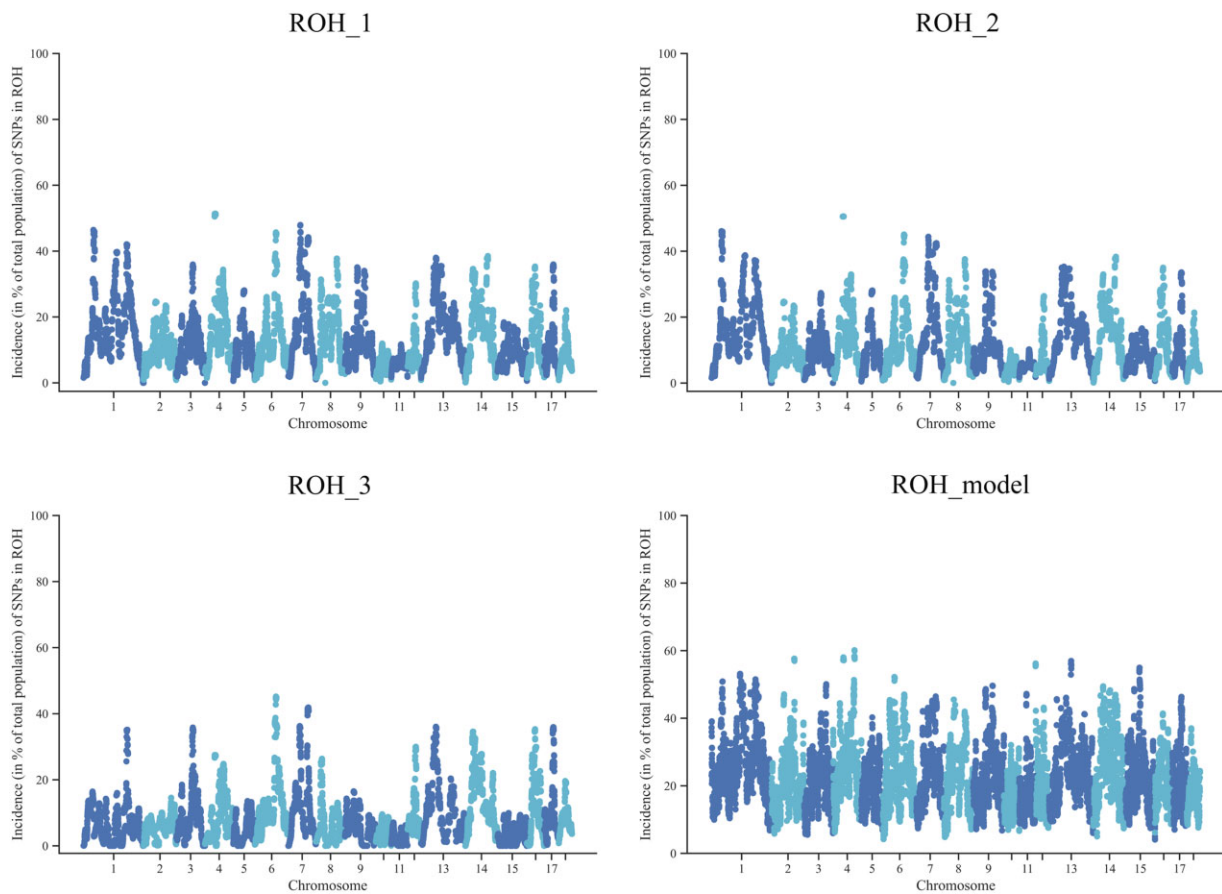 ROH_1
Incidence (in % of total population) of SNPs in ROH
100
80
60
40
20
0
1 2 3 4 5 6 7 8 9 11 13 14 15 17
Chromosome
ROH_2
Incidence (in % of total population) of SNPs in ROH
100
80
60
40
20
0
1 2 3 4 5 6 7 8 9 11 13 14 15 17
Chromosome
ROH_3
Incidence (in % of total population) of SNPs in ROH
100
80
60
40
20
0
1 2 3 4 5 6 7 8 9 11 13 14 15 17
Chromosome
ROH_model
Incidence (in % of total population) of SNPs in ROH
100
80
60
40
20
0
1 2 3 4 5 6 7 8 9 11 13 14 15 17
Chromosome